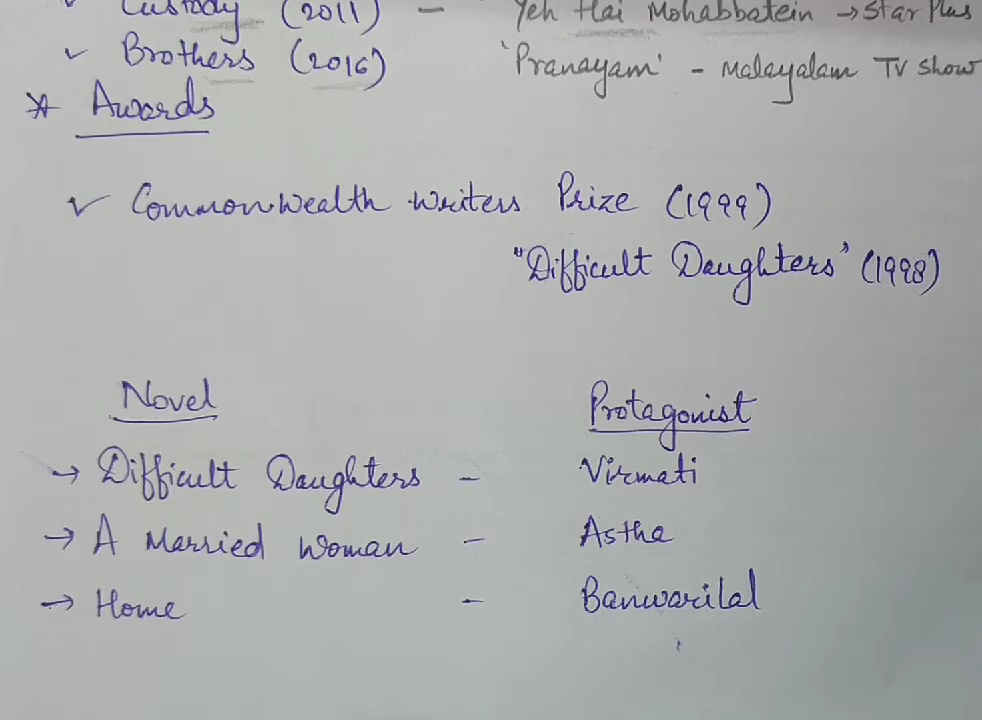 ✓ Custody (2011) - Yeh Hai Mohabbatein → Star Plus
✓ Brothers (2016) 'Pranayam' - Malayalam TV Show
* Awards
✓ Commonwealth Writers Prize (1999)
"Difficult Daughters' (1998)
Novel Protagonist
→ Difficult Daughters - Virmati
→ A Married Woman - Astha
→ Home - Banwarilal